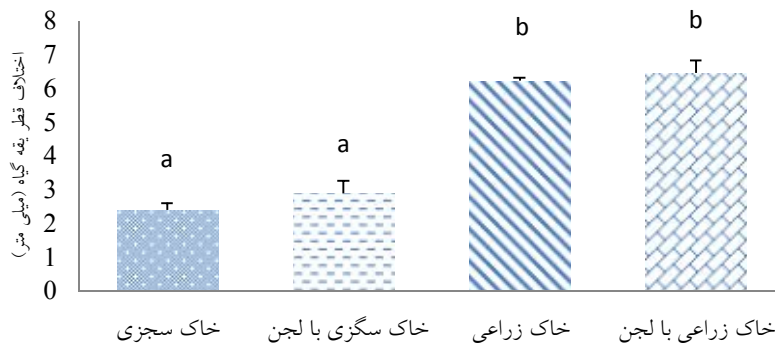 اختلاف قطر یقه گیاه (میلی متر)
8
7
6
5
4
3
2
1
0
a
a
b
b
خاک سجزی
خاک سگزی با لجن
خاک زراعی
خاک زراعی با لجن